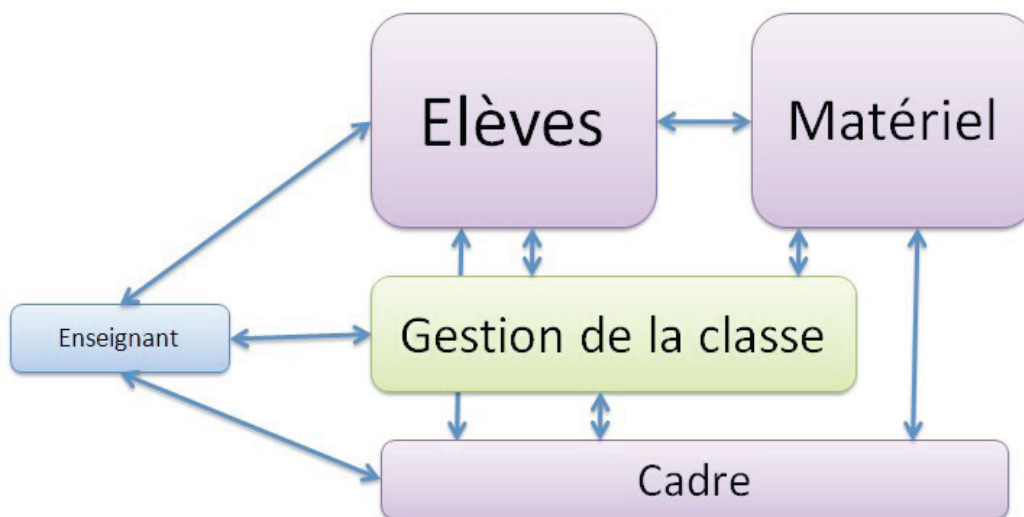 Elèves
Matériel
Enseignant
Gestion de la classe
Cadre